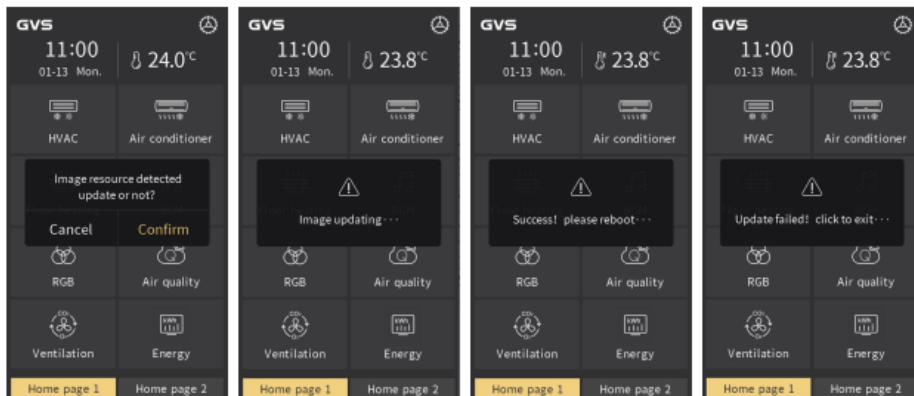 GVS
11:00
24.0°C
01-13 Mon.
HVAC
Air conditioner
Image resource detected
update or not?
Cancel
Confirm
RGB
Air quality
Ventilation
Energy
Home page 1
Home page 2
GVS
11:00
23.8°C
01-13 Mon.
HVAC
Air conditioner
Image updating···
RGB
Air quality
Ventilation
Energy
Home page 1
Home page 2
GVS
11:00
23.8°C
01-13 Mon.
HVAC
Air conditioner
Success! please reboot···
RGB
Air quality
Ventilation
Energy
Home page 1
Home page 2
GVS
11:00
23.8°C
01-13 Mon.
HVAC
Air conditioner
Update failed! click to exit···
RGB
Air quality
Ventilation
Energy
Home page 1
Home page 2